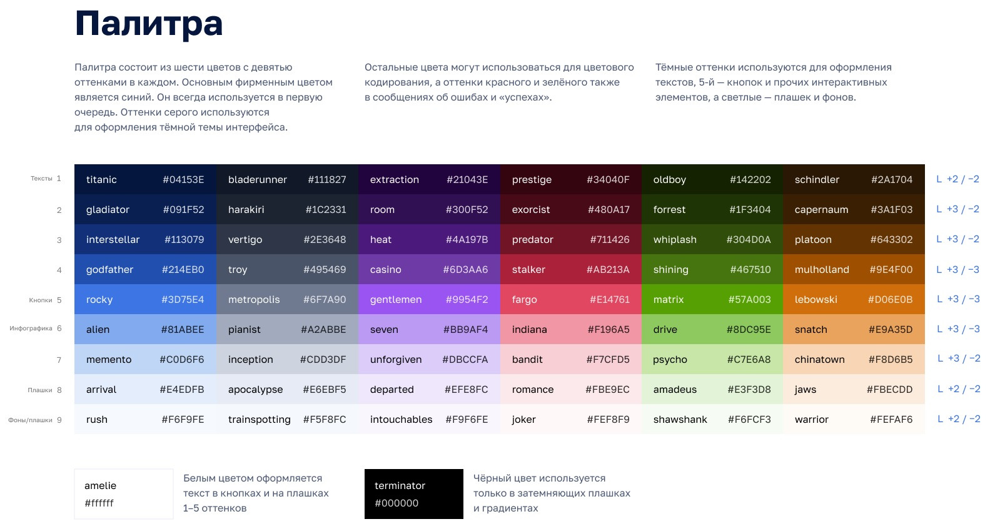 Палитра
Палитра состоит из шести цветов с девятью
оттенками в каждом. Основным фирменным цветом
является синий. Он всегда используется в первую
очередь. Оттенки серого используются
для оформления тёмной темы интерфейса.
Остальные цвета могут использоваться для цветового
кодирования, а оттенки красного и зелёного также
в сообщениях об ошибках и «успехах».
Тёмные оттенки используются для оформления
текстов, 5-й — кнопок и прочих интерактивных
элементов, а светлые — плашек и фонов.
Тексты 1 titanic #04153E bladerunner #111827 extraction #21043E prestige #34040F oldboy #142202 schindler #2A1704 L +2 / −2
2 gladiator #091F52 harakiri #1C2331 room #300F52 exorcist #480A17 forrest #1F3404 capernaum #3A1F03 L +3 / −2
3 interstellar #113079 vertigo #2E3648 heat #4A197B predator #711426 whiplash #304D0A platoon #643302 L +3 / −2
4 godfather #214EB0 troy #495469 casino #6D3AA6 stalker #AB213A shining #467510 mulholland #9E4F00 L +3 / −3
Кнопки 5 rocky #3D75E4 metropolis #6F7A90 gentlemen #9954F2 fargo #E14761 matrix #57A003 lebowski #D06E0B L +3 / −3
Инфографика 6 alien #81ABEE pianist #A2ABBE seven #BB9AF4 indiana #F196A5 drive #8DC95E snatch #E9A35D L +3 / −3
7 memento #C0D6F6 inception #CDD3DF unforgiven #DBCCFA bandit #F7CFD5 psycho #C7E6A8 chinatown #F8D6B5 L +3 / −2
Плашки 8 arrival #E4EDFB apocalypse #E6EBF5 departed #EFE8FC romance #FBE9EC amadeus #E3F3D8 jaws #FBECDD L +2 / −2
Фоны/плашки 9 rush #F6F9FE trainspotting #F5F8FC intouchables #F9F6FE joker #FEF8F9 shawshank #F6FCF3 warrior #FEFAF6 L +2 / −2
amelie
#ffffff
Белым цветом оформляется
текст в кнопках и на плашках
1–5 оттенков
terminator
#000000
Чёрный цвет используется
только в затемняющих плашках
и градиентах